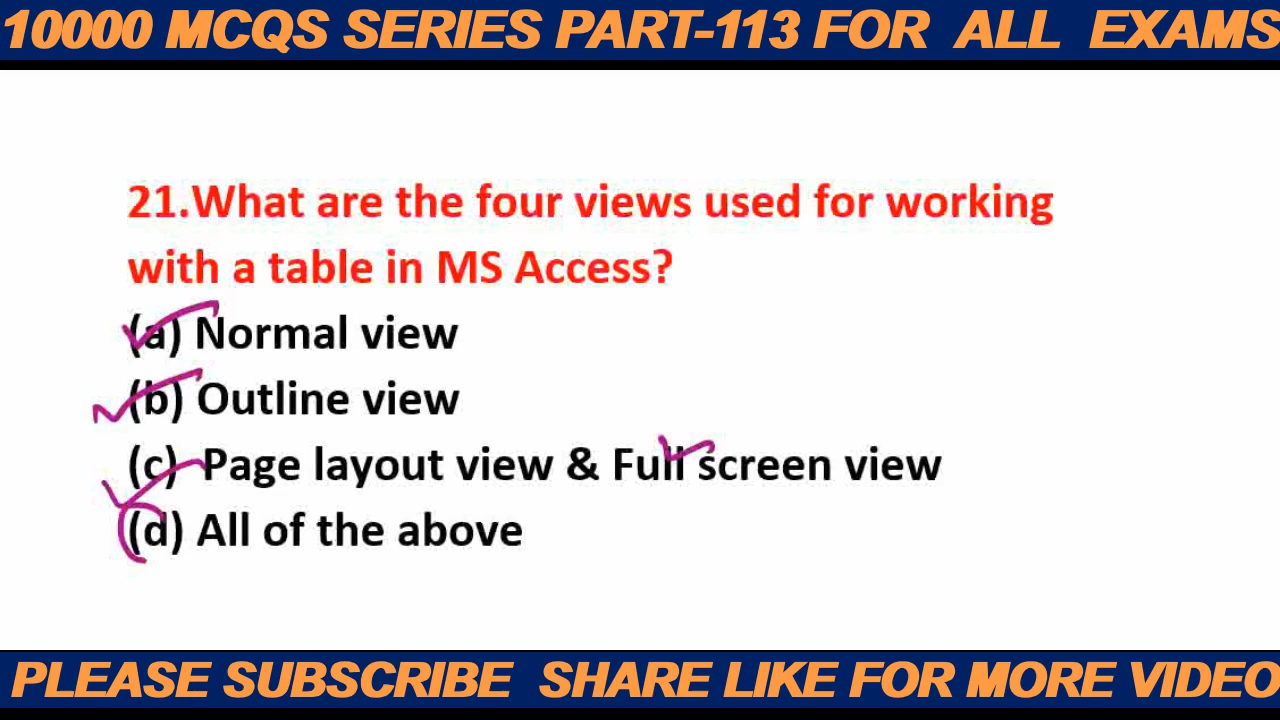 10000 MCQS SERIES PART-113 FOR ALL EXAMS
21.What are the four views used for working
with a table in MS Access?
(a) Normal view
(b) Outline view
(c) Page layout view & Full screen view
(d) All of the above
PLEASE SUBSCRIBE SHARE LIKE FOR MORE VIDEO